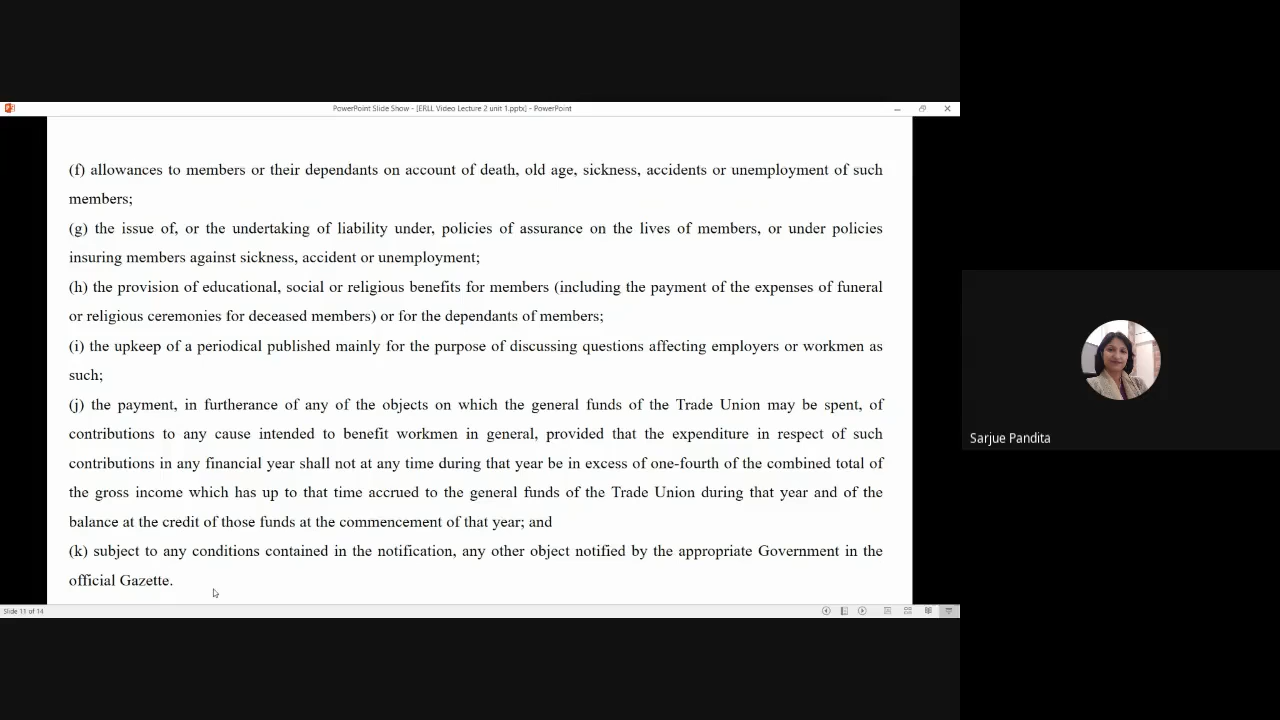 PowerPoint Slide Show - [ERLL Video Lecture 2 unit 1.pptx] - PowerPoint
(f) allowances to members or their dependants on account of death, old age, sickness, accidents or unemployment of such
members;
(g) the issue of, or the undertaking of liability under, policies of assurance on the lives of members, or under policies
insuring members against sickness, accident or unemployment;
(h) the provision of educational, social or religious benefits for members (including the payment of the expenses of funeral
or religious ceremonies for deceased members) or for the dependants of members;
(i) the upkeep of a periodical published mainly for the purpose of discussing questions affecting employers or workmen as
such;
(j) the payment, in furtherance of any of the objects on which the general funds of the Trade Union may be spent, of
contributions to any cause intended to benefit workmen in general, provided that the expenditure in respect of such
contributions in any financial year shall not at any time during that year be in excess of one-fourth of the combined total of
the gross income which has up to that time accrued to the general funds of the Trade Union during that year and of the
balance at the credit of those funds at the commencement of that year; and
(k) subject to any conditions contained in the notification, any other object notified by the appropriate Government in the
official Gazette.
Slide 11 of 14
Sarjue Pandita